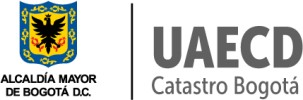 ALCALDÍA MAYOR
DE BOGOTÁ D.C.
UAECD
Catastro Bogotá